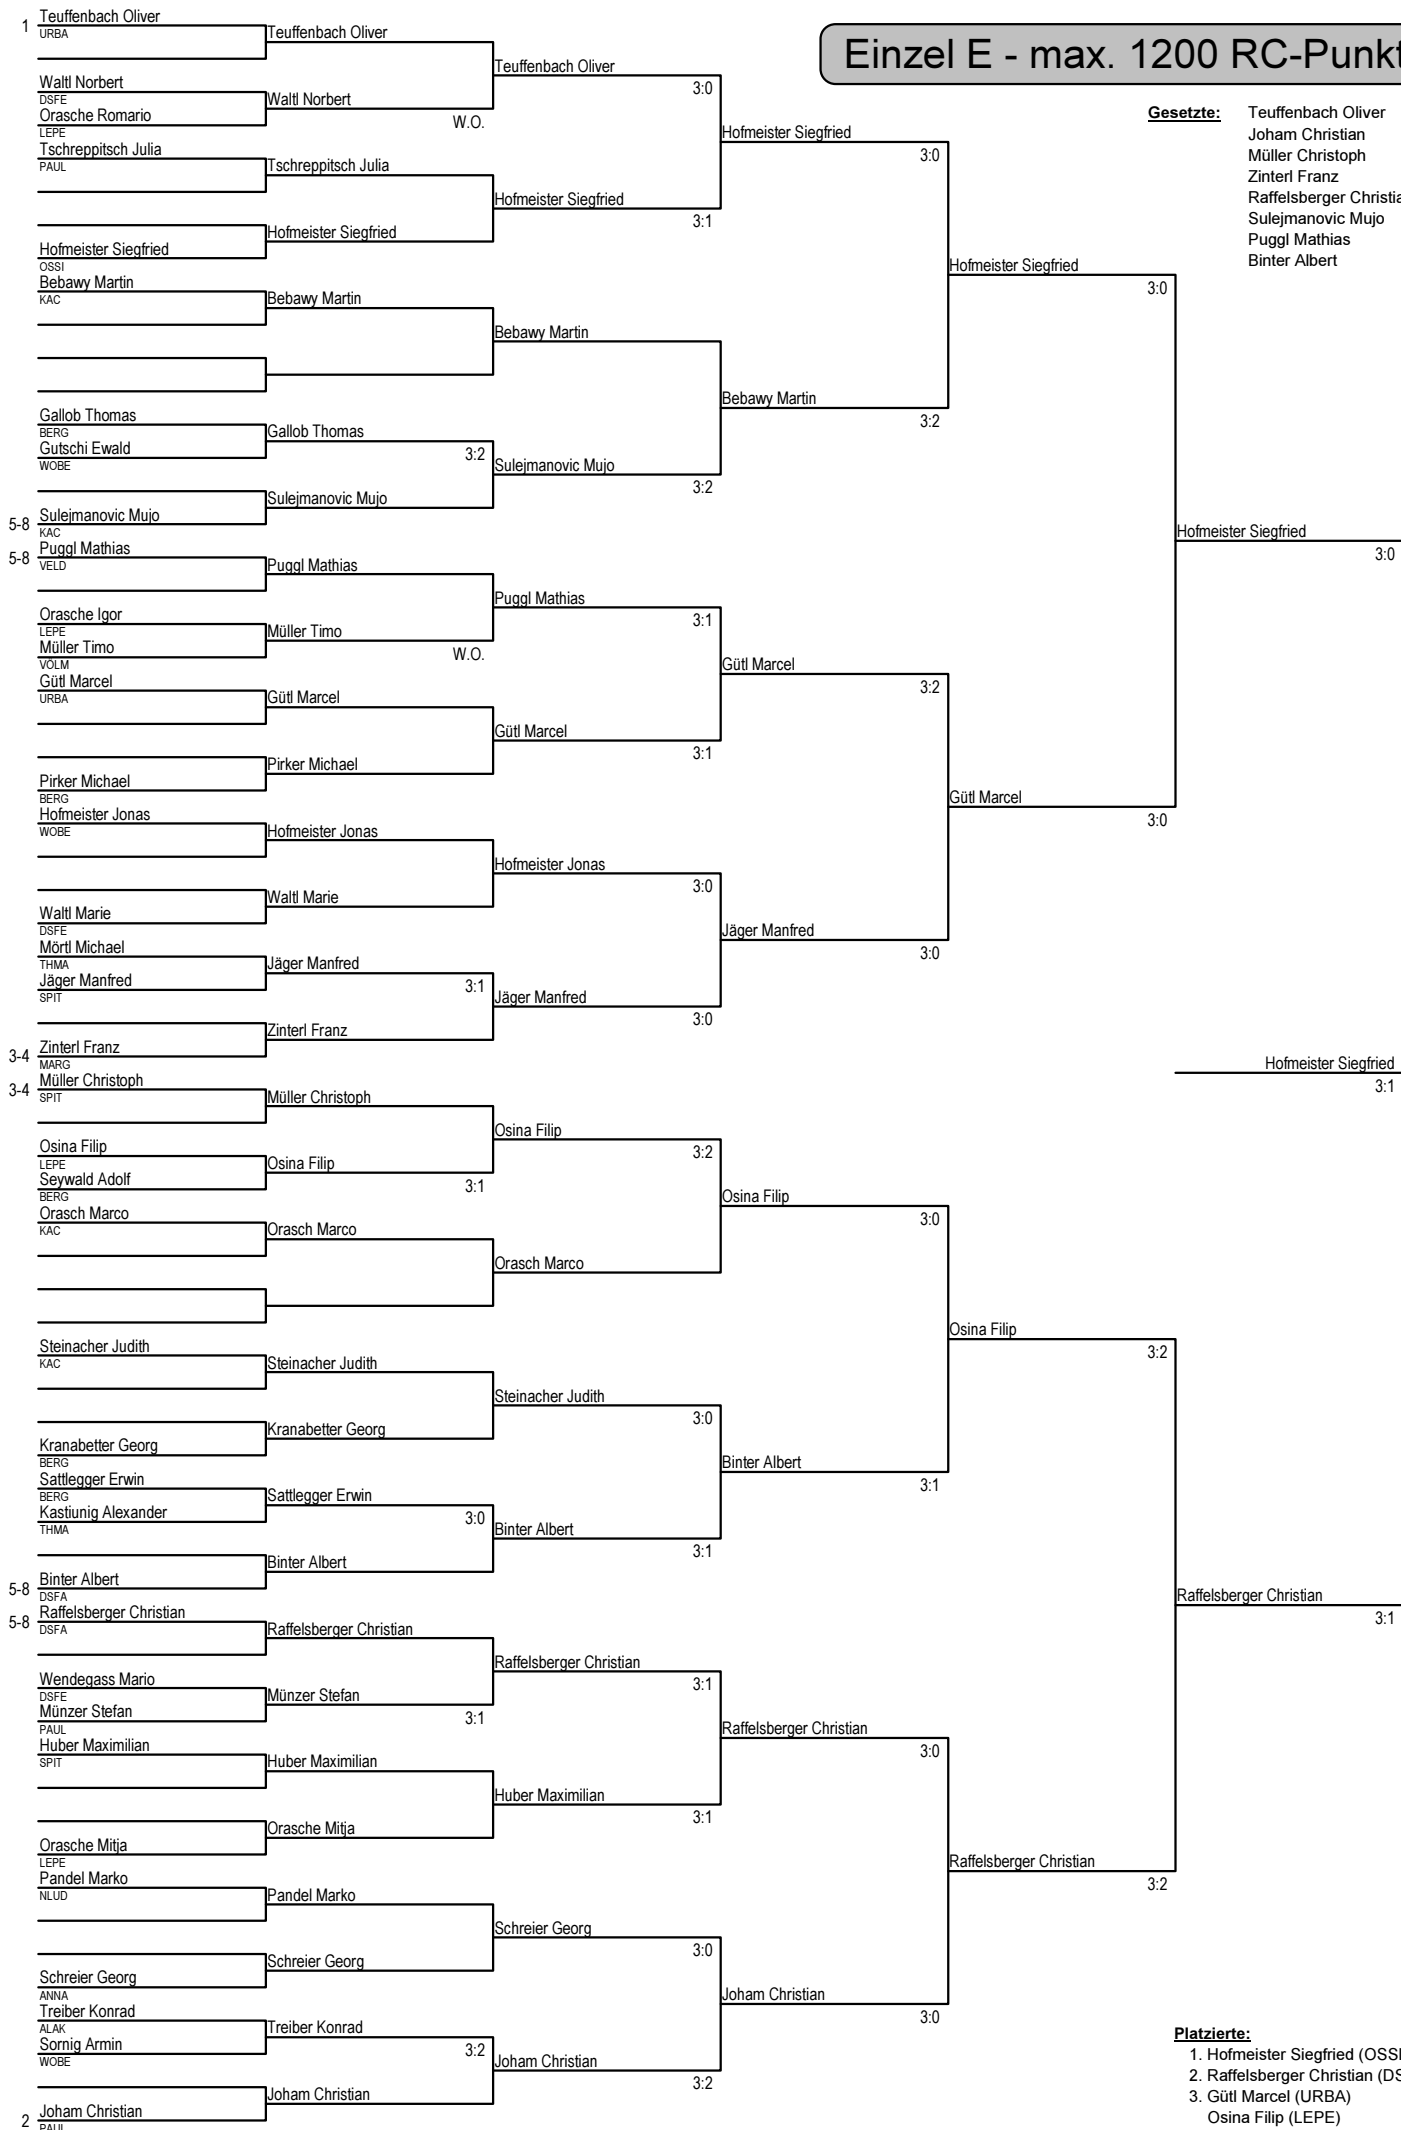 Einzel E - max. 1200 RC-Punkt
Gesetzte: Teuffenbach Oliver
Joham Christian
Müller Christoph
Zinterl Franz
Raffelsberger Christia
Sulejmanovic Mujo
Puggl Mathias
Binter Albert
1 Teuffenbach Oliver
URBA
Waltl Norbert
DSFE
Orasche Romario
LEPE
Tschreppitsch Julia
PAUL
Hofmeister Siegfried
OSSI
Bebawy Martin
KAC
Gallob Thomas
BERG
Gutschi Ewald
WOBE
5-8 Sulejmanovic Mujo
KAC
5-8 Puggl Mathias
VELD
Orasche Igor
LEPE
Müller Timo
VÖLM
Gütl Marcel
URBA
Pirker Michael
BERG
Hofmeister Jonas
WOBE
Waltl Marie
DSFE
Mörtl Michael
THMA
Jäger Manfred
SPIT
3-4 Zinterl Franz
MARG
3-4 Müller Christoph
SPIT
Osina Filip
LEPE
Seywald Adolf
BERG
Orasch Marco
KAC
Steinacher Judith
KAC
Kranabetter Georg
BERG
Sattlegger Erwin
BERG
Kastiunig Alexander
THMA
5-8 Binter Albert
DSFA
5-8 Raffelsberger Christian
DSFA
Wendegass Mario
DSFE
Münzer Stefan
PAUL
Huber Maximilian
SPIT
Orasche Mitja
LEPE
Pandel Marko
NLUD
Schreier Georg
ANNA
Treiber Konrad
ALAK
Sornig Armin
WOBE
2 Joham Christian
PAUL
Teuffenbach Oliver
Waltl Norbert
W.O.
Tschreppitsch Julia
Hofmeister Siegfried
Bebawy Martin
Gallob Thomas
3:2
Sulejmanovic Mujo
Puggl Mathias
Müller Timo
W.O.
Gütl Marcel
Pirker Michael
Hofmeister Jonas
Waltl Marie
Jäger Manfred
3:1
Zinterl Franz
Müller Christoph
Osina Filip
3:1
Orasch Marco
Steinacher Judith
Kranabetter Georg
Sattlegger Erwin
3:0
Binter Albert
Raffelsberger Christian
Münzer Stefan
3:1
Huber Maximilian
Orasche Mitja
Pandel Marko
Schreier Georg
Treiber Konrad
3:2
Joham Christian
Teuffenbach Oliver
3:0
Hofmeister Siegfried
3:1
Bebawy Martin
Sulejmanovic Mujo
3:2
Puggl Mathias
3:1
Gütl Marcel
3:1
Hofmeister Jonas
3:0
Jäger Manfred
3:0
Osina Filip
3:2
Orasch Marco
Steinacher Judith
3:0
Binter Albert
3:1
Raffelsberger Christian
3:1
Huber Maximilian
3:1
Schreier Georg
3:0
Joham Christian
3:2
Hofmeister Siegfried
3:0
Bebawy Martin
3:2
Gütl Marcel
3:2
Jäger Manfred
3:0
Osina Filip
3:0
Binter Albert
3:1
Raffelsberger Christian
3:0
Joham Christian
3:0
Hofmeister Siegfried
3:0
Gütl Marcel
3:0
Osina Filip
3:2
Raffelsberger Christian
3:2
Hofmeister Siegfried
3:0
Raffelsberger Christian
3:1
Hofmeister Siegfried
3:1
Platzierte:
1. Hofmeister Siegfried (OSSI
2. Raffelsberger Christian (DS
3. Gütl Marcel (URBA)
Osina Filip (LEPE)